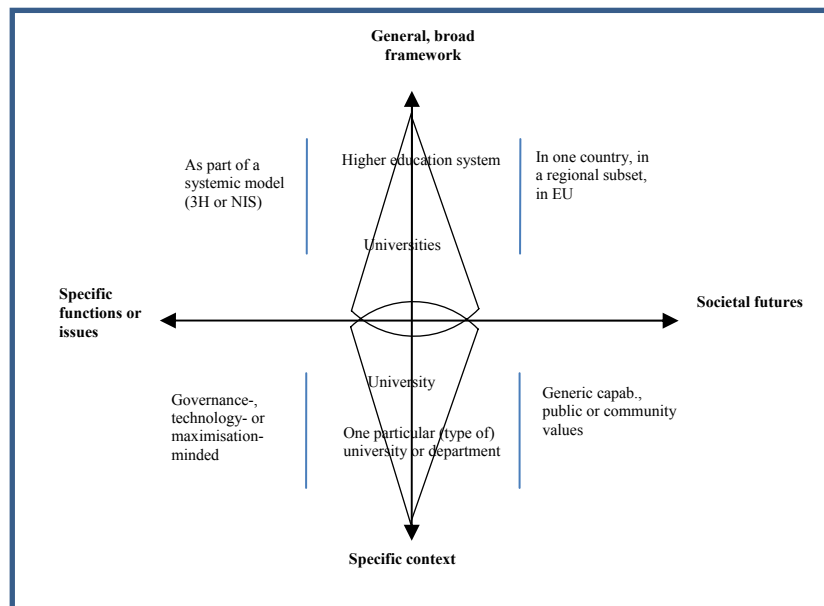 General, broad
framework
As part of a
systemic model
(3H or NIS)
Higher education system
In one country, in
a regional subset,
in EU
Universities
Specific
functions or
issues
Societal futures
University
Governance-,
technology- or
maximisation-
minded
One particular (type of)
university or department
Generic capab.,
public or community
values
Specific context